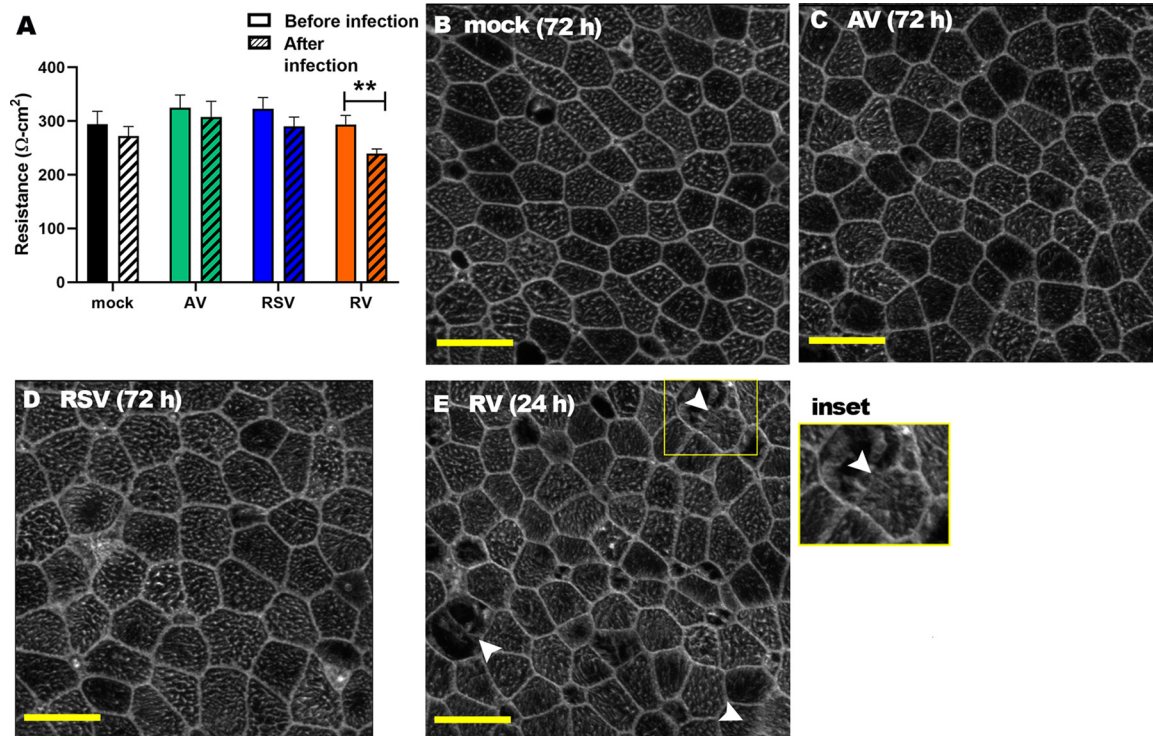 A
Before infection
After
infection
**
Resistance (Ω-cm²)
400
300
200
100
0
mock
AV
RSV
RV
B mock (72 h)
C AV (72 h)
D RSV (72 h)
E RV (24 h)
inset